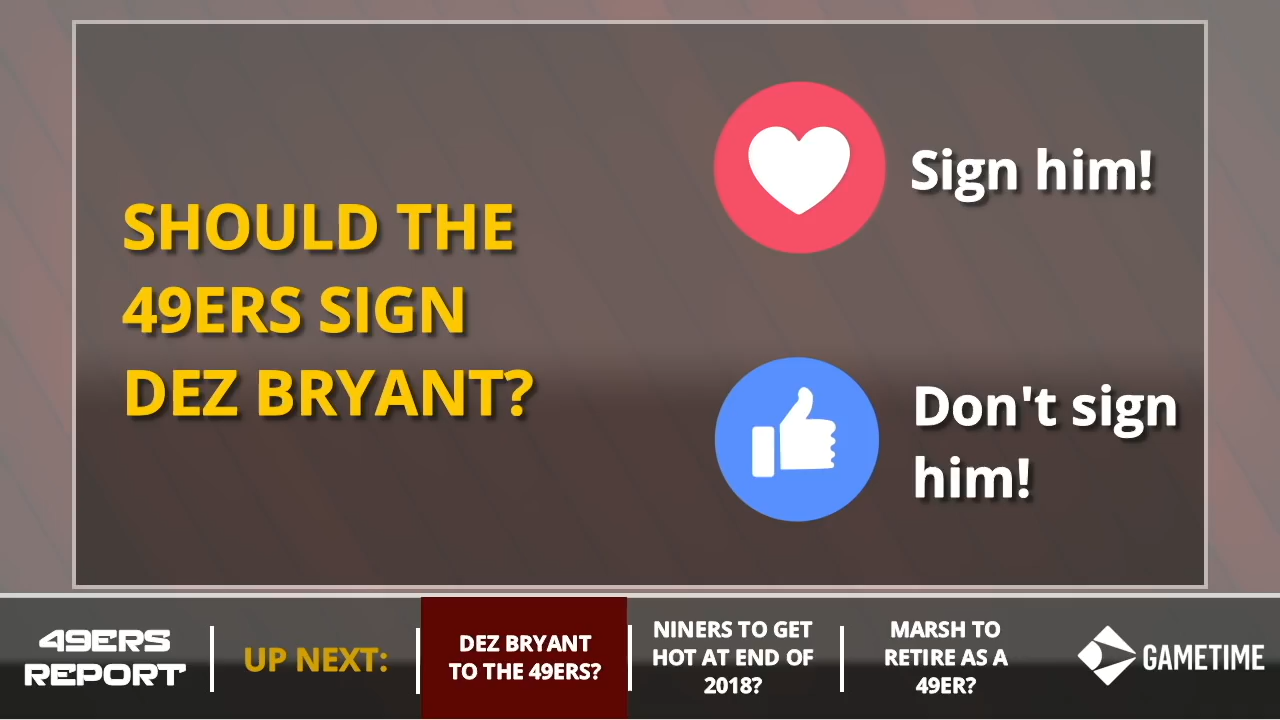 SHOULD THE
49ERS SIGN
DEZ BRYANT?
Sign him!
Don't sign
him!
49ERS
REPORT
UP NEXT:
DEZ BRYANT
TO THE 49ERS?
NINERS TO GET
HOT AT END OF
2018?
MARSH TO
RETIRE AS A
49ER?
GAMETIME